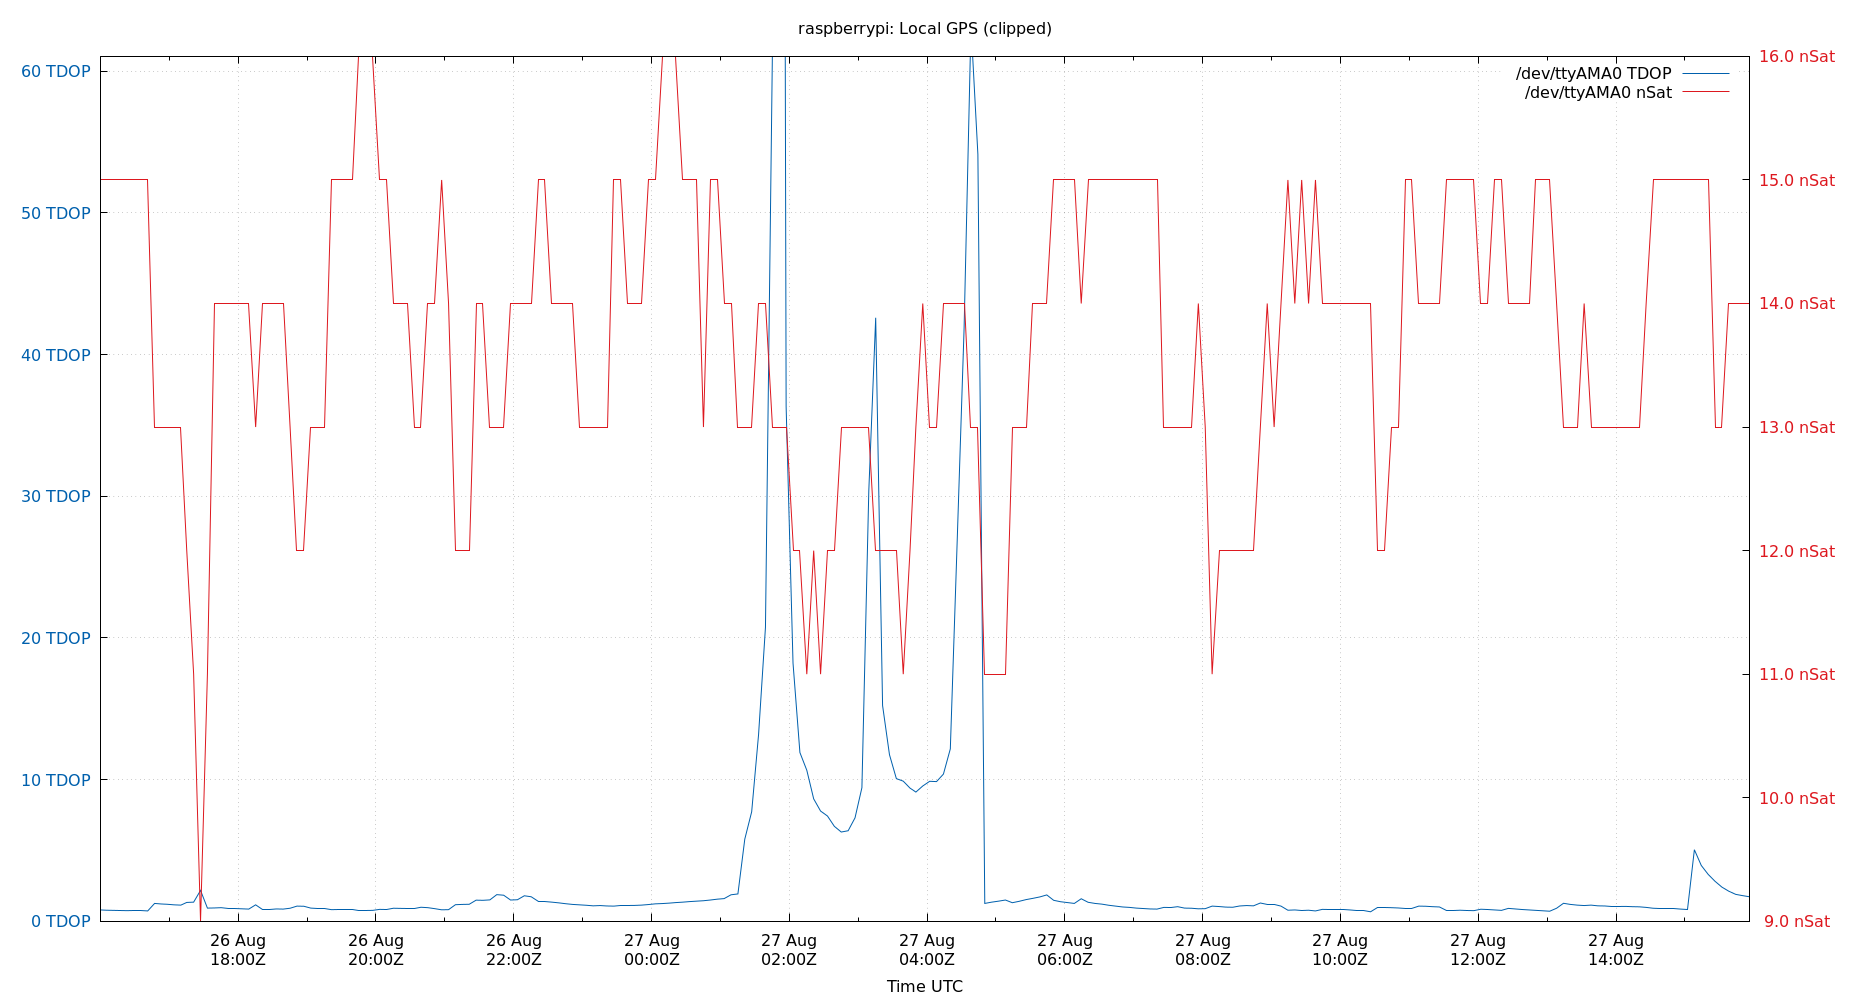 raspberrypi: Local GPS (clipped)
60 TDOP
50 TDOP
40 TDOP
30 TDOP
20 TDOP
10 TDOP
0 TDOP
16.0 nSat
15.0 nSat
14.0 nSat
13.0 nSat
12.0 nSat
11.0 nSat
10.0 nSat
9.0 nSat
/dev/ttyAMA0 TDOP
/dev/ttyAMA0 nSat
26 Aug
18:00Z
26 Aug
20:00Z
26 Aug
22:00Z
27 Aug
00:00Z
27 Aug
02:00Z
27 Aug
04:00Z
27 Aug
06:00Z
27 Aug
08:00Z
27 Aug
10:00Z
27 Aug
12:00Z
27 Aug
14:00Z
Time UTC